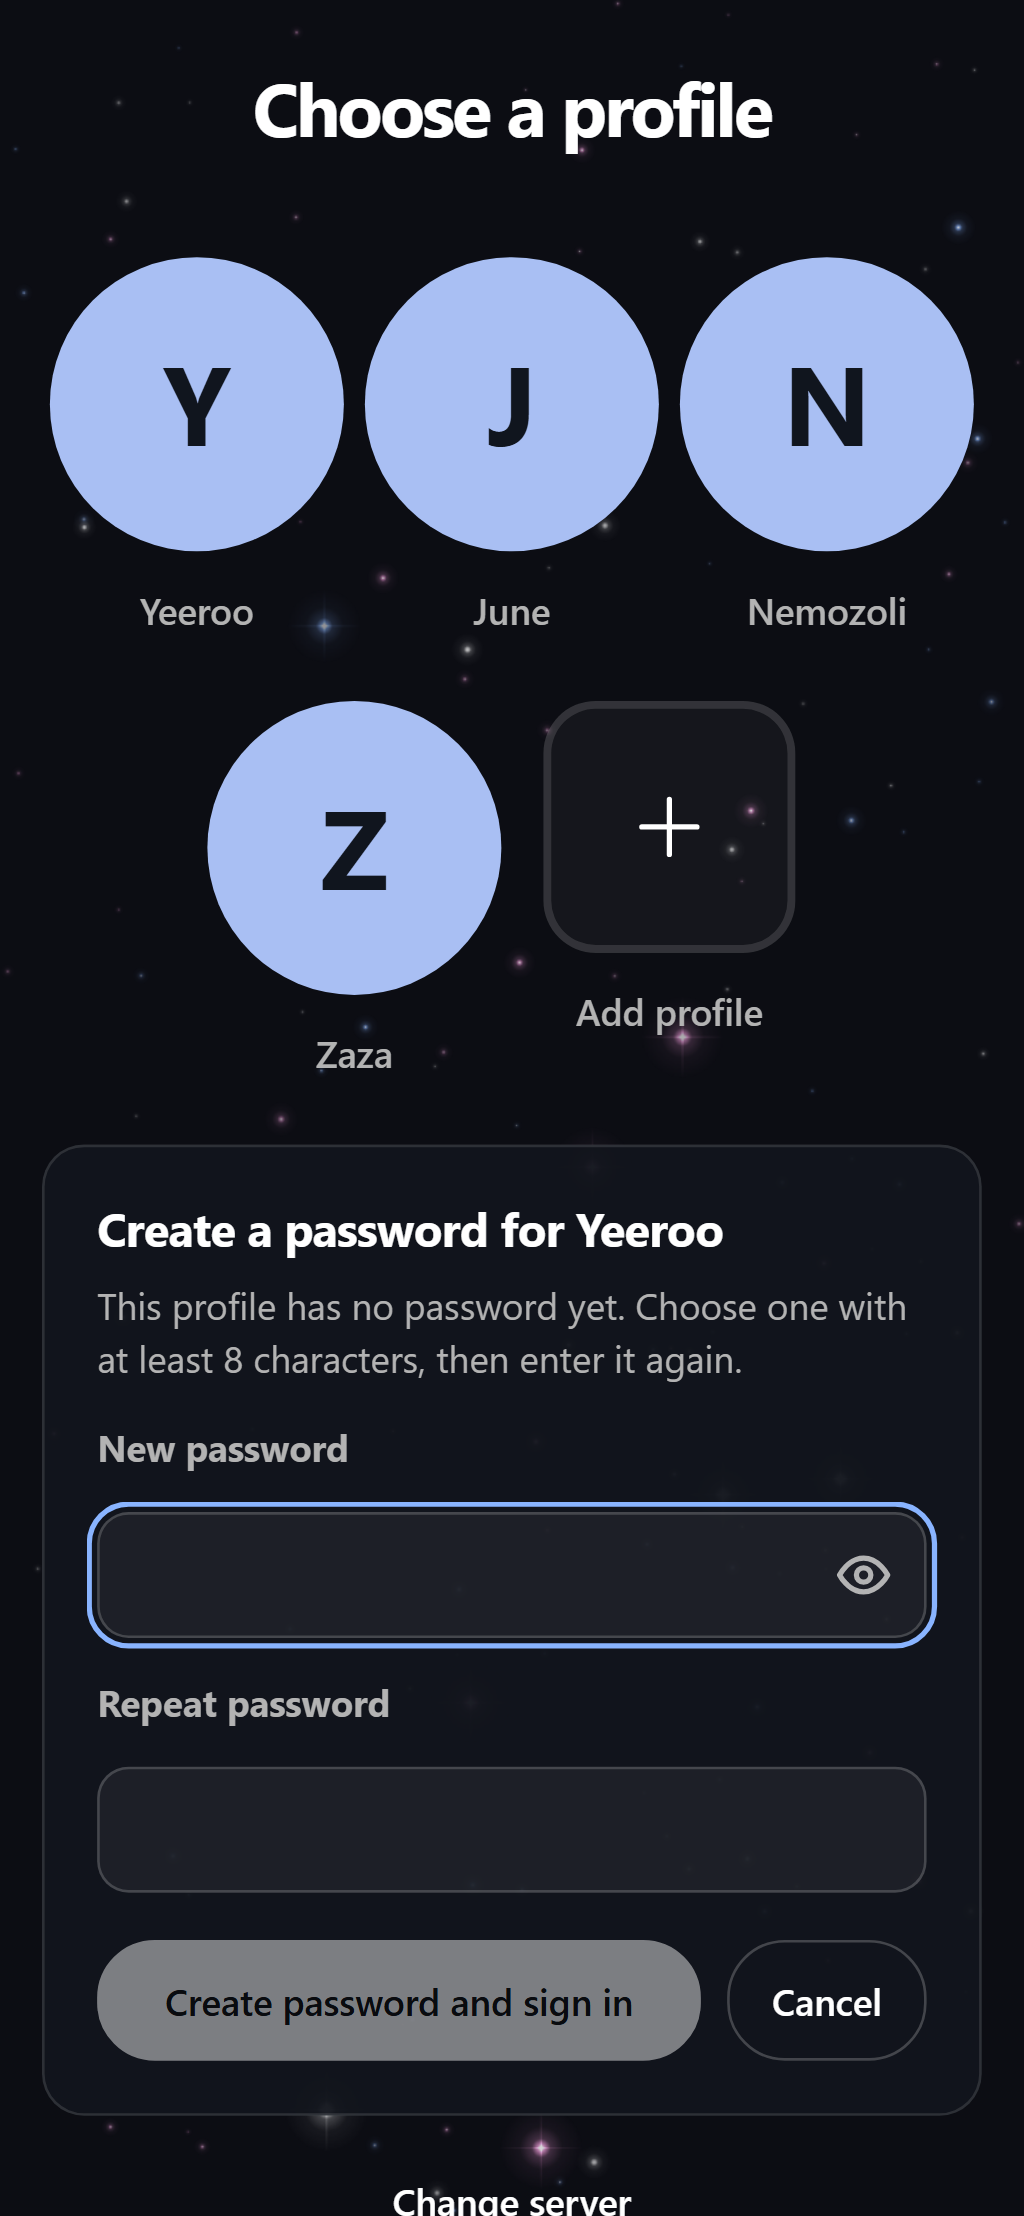 Choose a profile
Y
J
N
Yeeroo
June
Nemozoli
Z
Zaza
Add profile
Create a password for Yeeroo
This profile has no password yet. Choose one with
at least 8 characters, then enter it again.
New password
Repeat password
Create password and sign in
Cancel
Change server